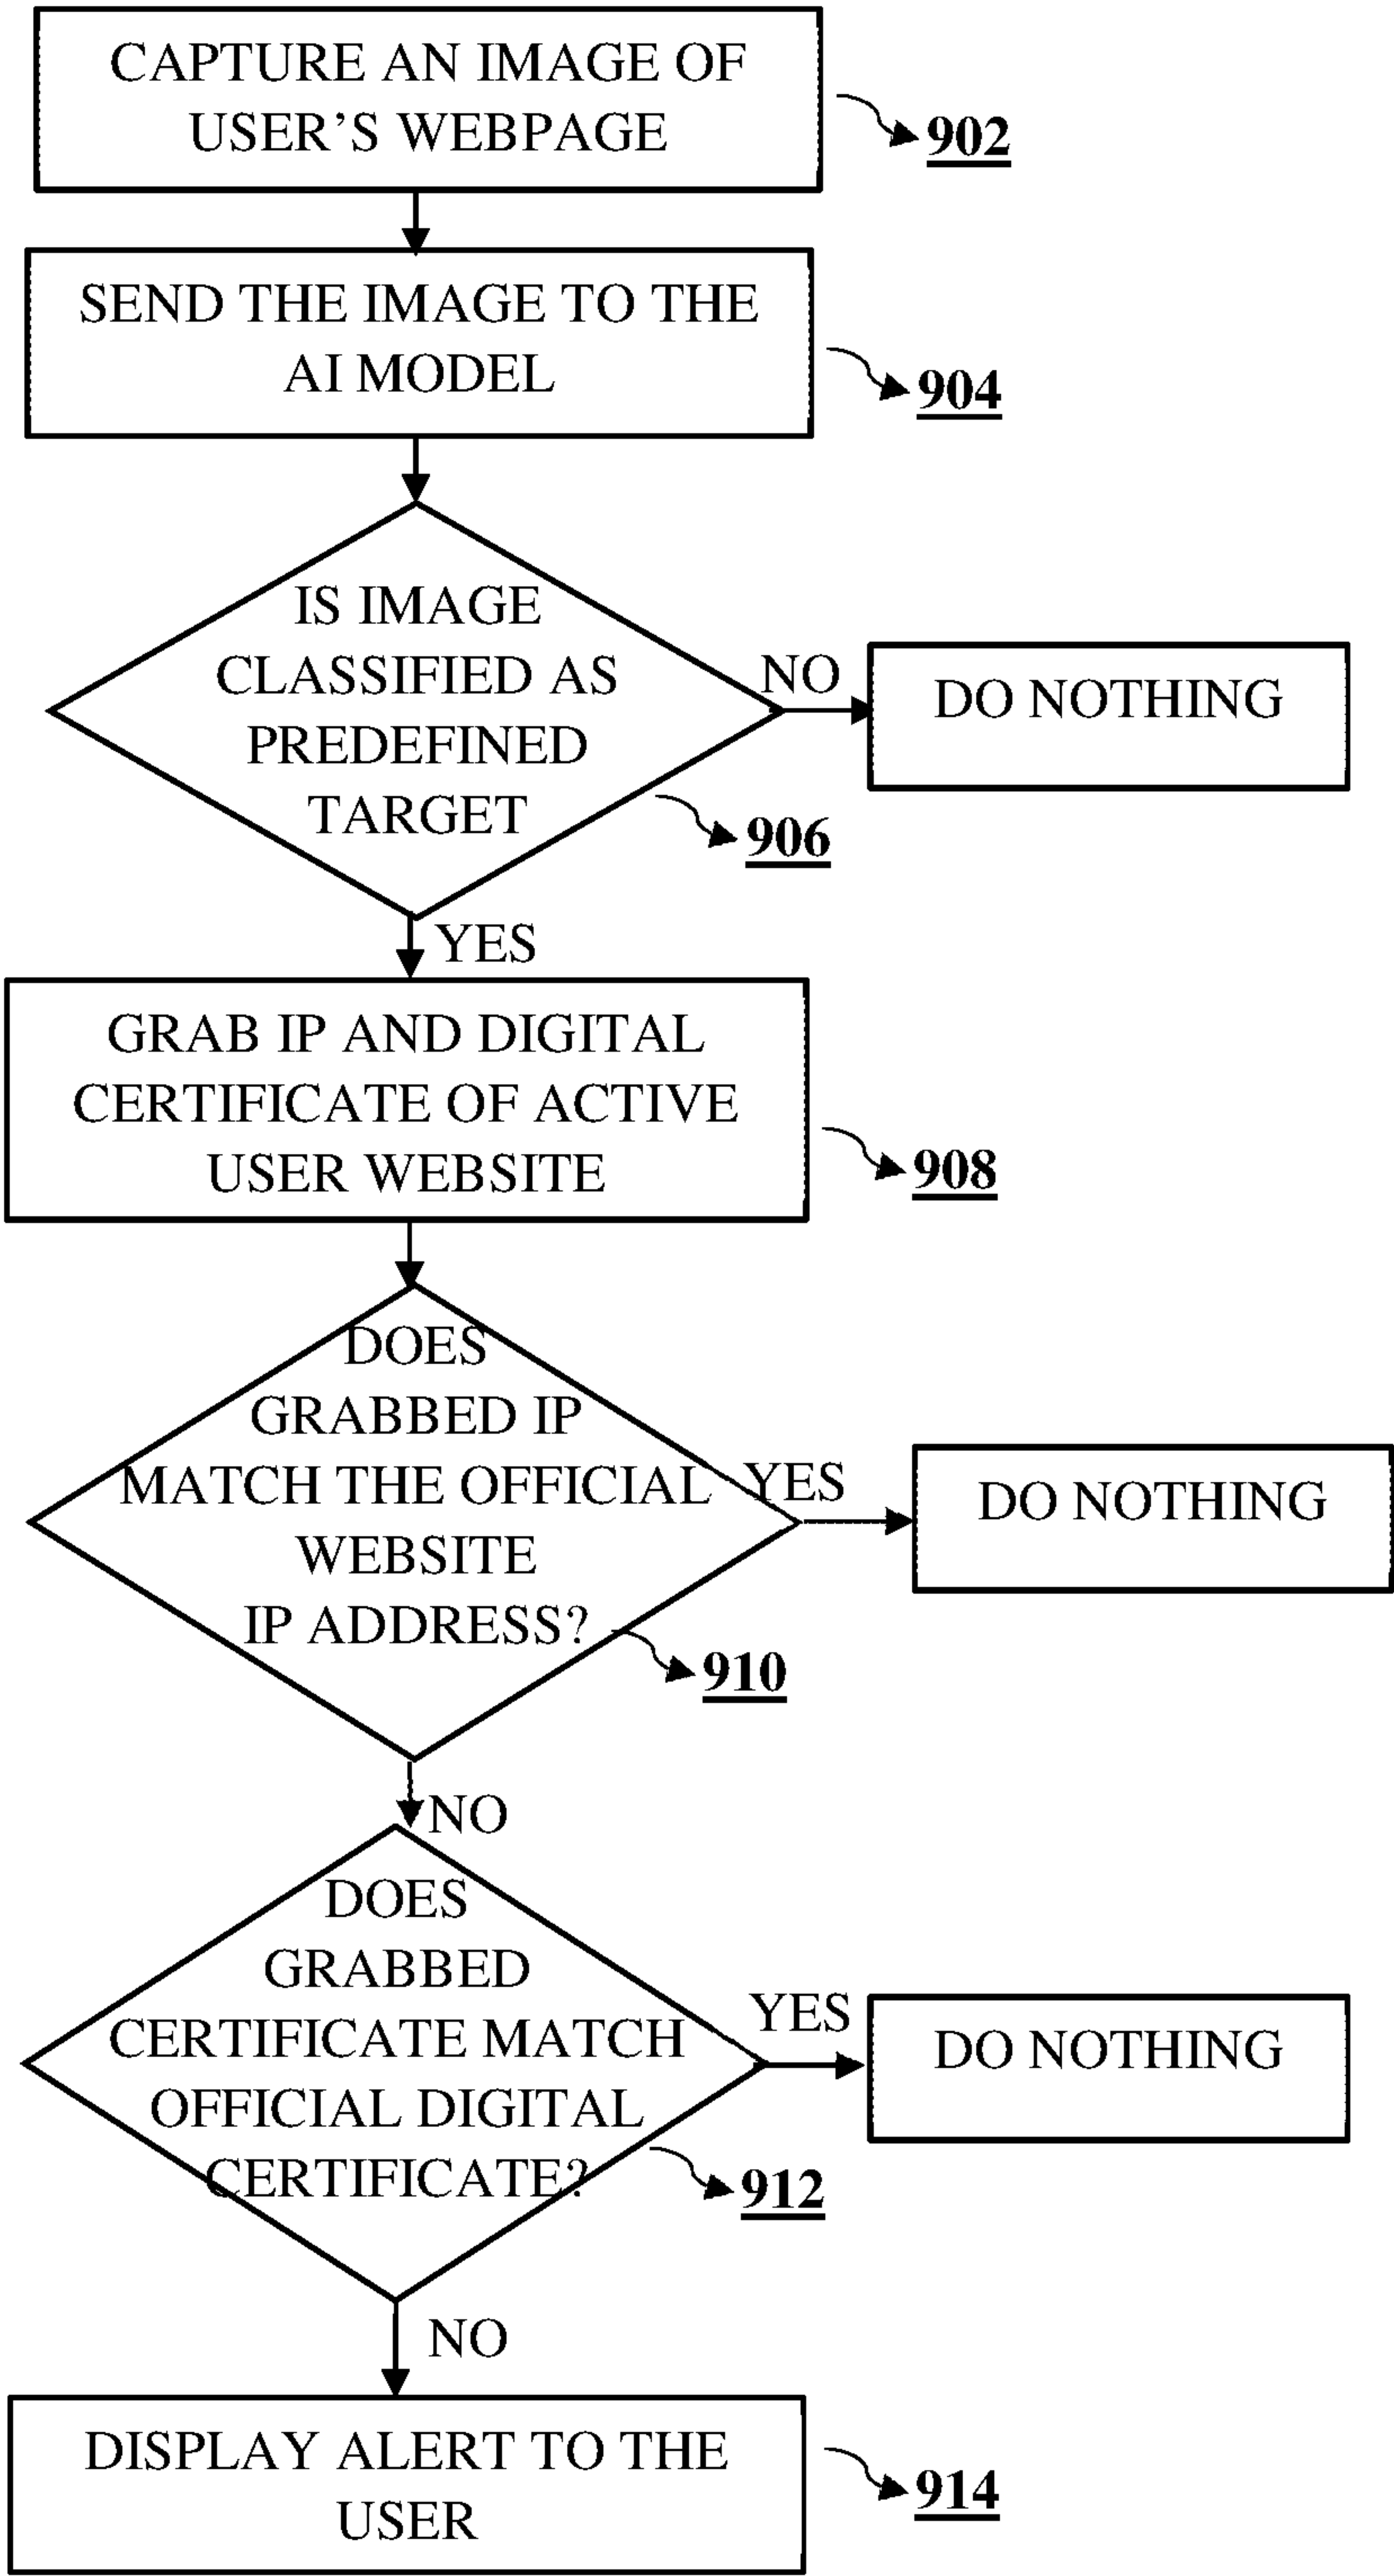 CAPTURE AN IMAGE OF
USER'S WEBPAGE
902
SEND THE IMAGE TO THE
AI MODEL
904
IS IMAGE
CLASSIFIED AS
PREDEFINED
TARGET
NO
DO NOTHING
906
YES
GRAB IP AND DIGITAL
CERTIFICATE OF ACTIVE
USER WEBSITE
908
DOES
GRABBED IP
MATCH THE OFFICIAL
WEBSITE
IP ADDRESS?
YES
DO NOTHING
910
NO
DOES
GRABBED
CERTIFICATE MATCH
OFFICIAL DIGITAL
CERTIFICATE?
YES
DO NOTHING
912
NO
DISPLAY ALERT TO THE
USER
914